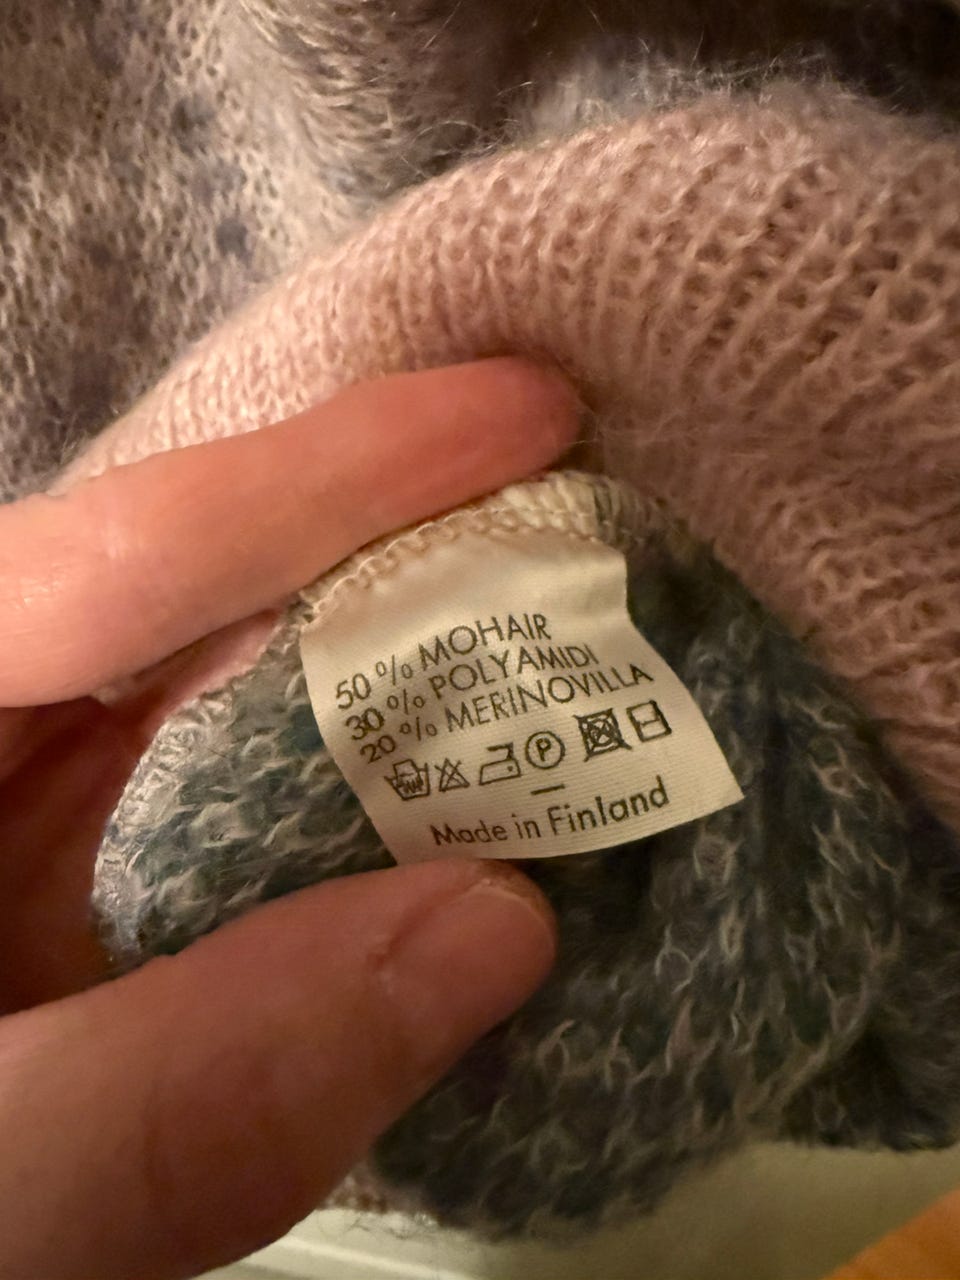 50 % MOHAIR
30 % POLYAMIDI
20 % MERINOVILLA
P
Made in Finland